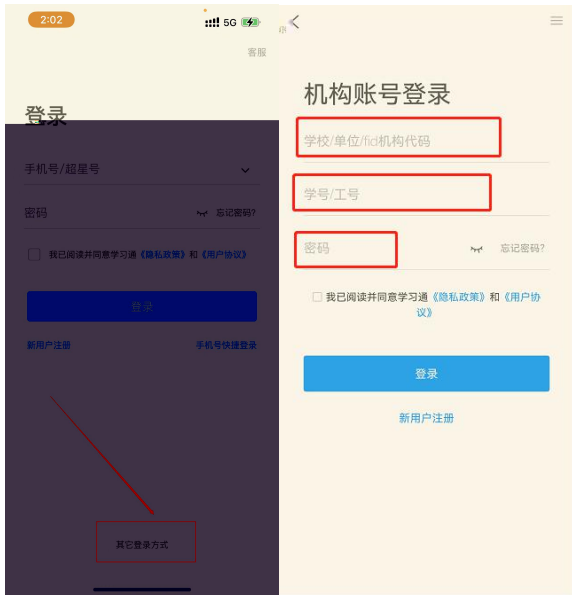 2:02
5G
客服
登录
手机号/超星号
密码
忘记密码?
我已阅读并同意学习通《隐私政策》和《用户协议》
登录
新用户注册
手机号快捷登录
其它登录方式
机构账号登录
学校/单位/fid机构代码
学号/工号
密码
忘记密码?
我已阅读并同意学习通《隐私政策》和《用户协
议》
登录
新用户注册